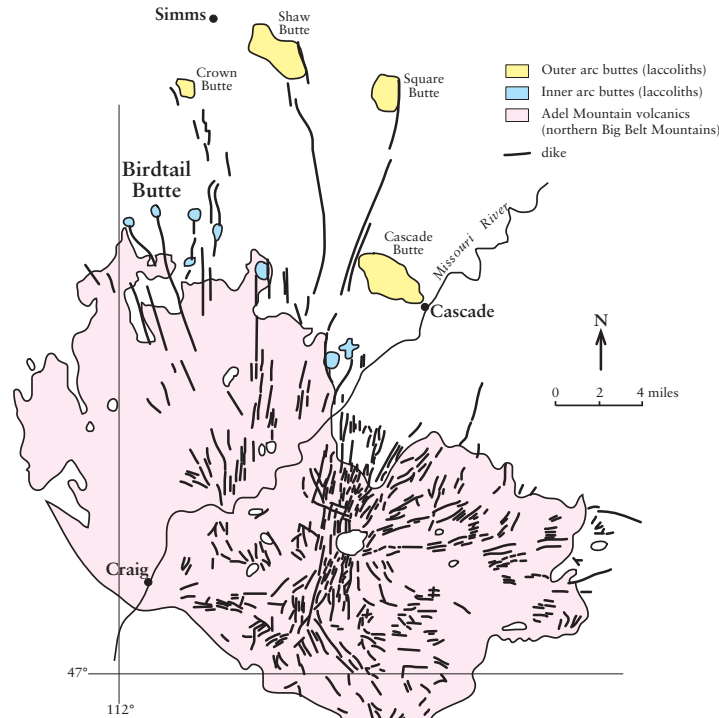 Simms
Shaw
Butte
Crown
Butte
Square
Butte
Outer arc buttes (laccoliths)
Inner arc buttes (laccoliths)
Adel Mountain volcanics
(northern Big Belt Mountains)
dike
Birdtail
Butte
Missouri River
Cascade
Butte
Cascade
N
0 2 4 miles
Craig
47°
112°